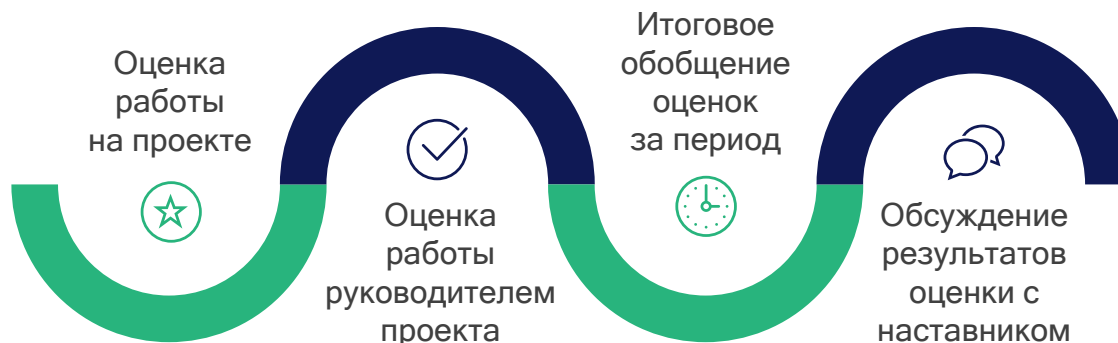 Оценка
работы
на проекте
Оценка
работы
руководителем
проекта
Итоговое
обобщение
оценок
за период
Обсуждение
результатов
оценки с
наставником